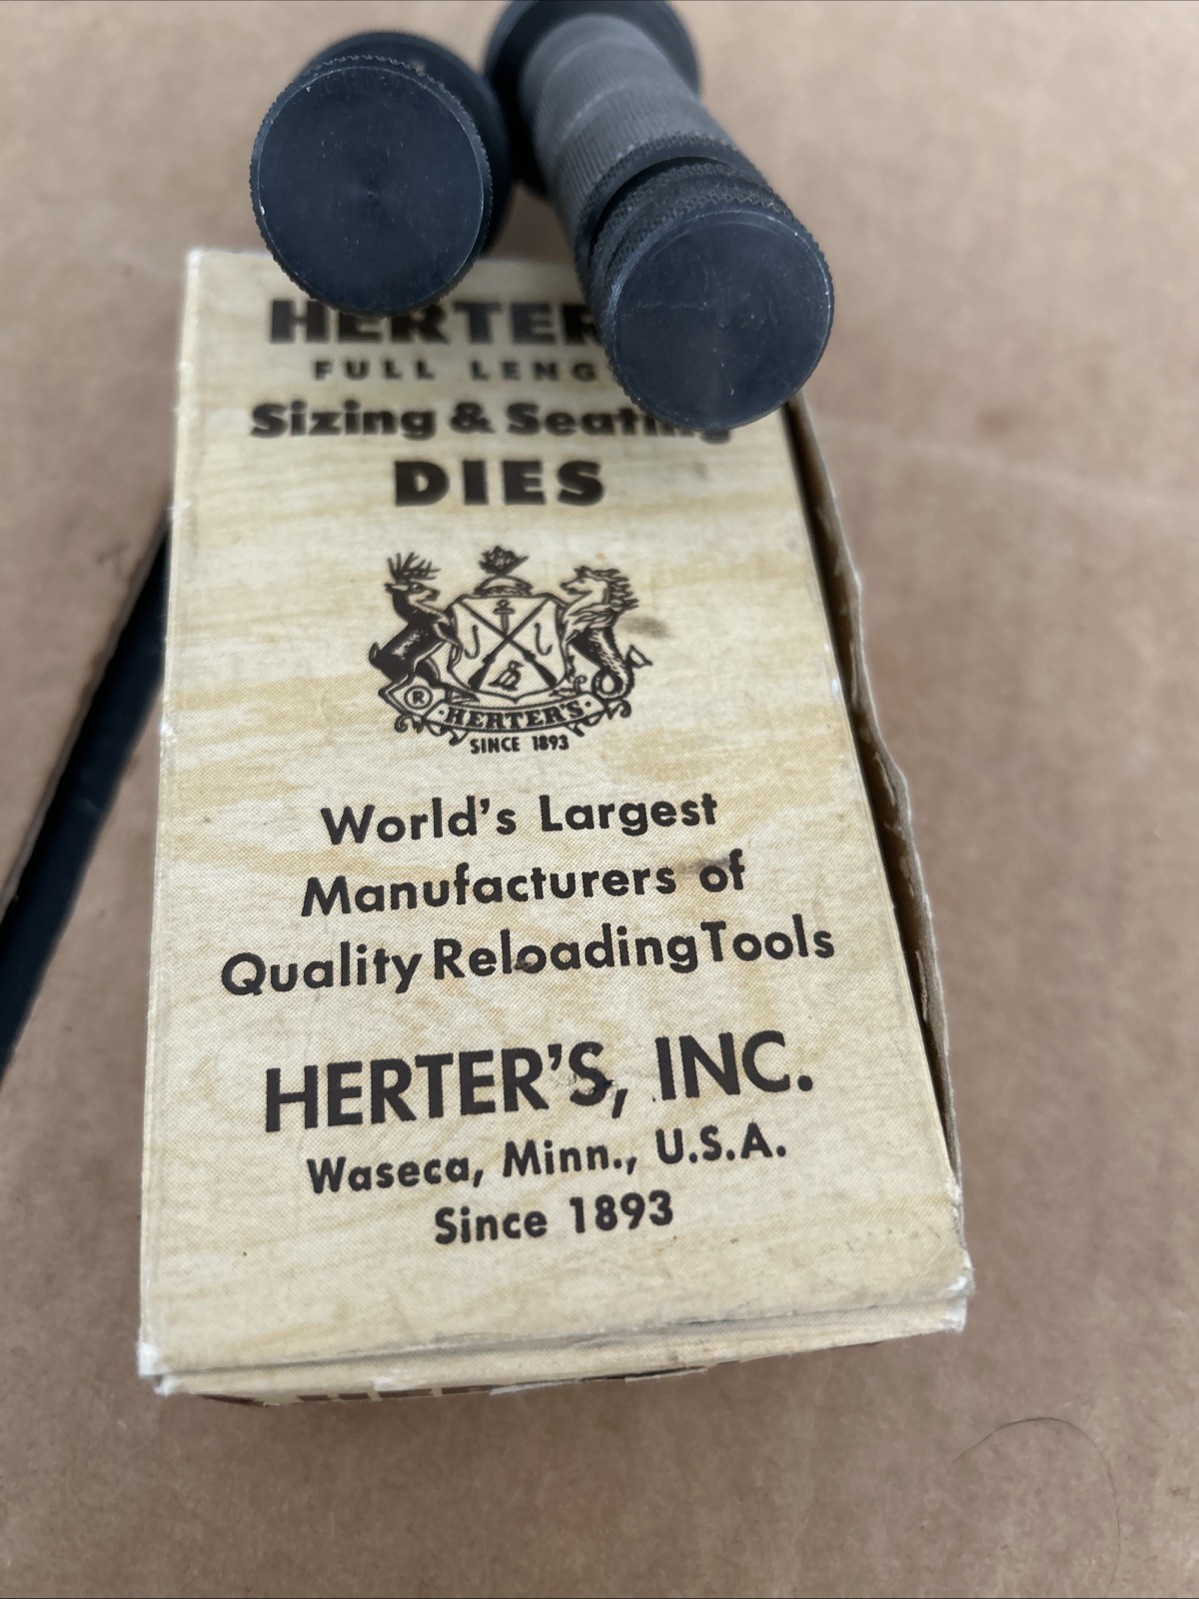 HERTER
FULL LENG
Sizing & Seating
DIES
®
HERTER'S
SINCE 1893
World's Largest
Manufacturers of
Quality Reloading Tools
HERTER'S, INC.
Waseca, Minn., U.S.A.
Since 1893